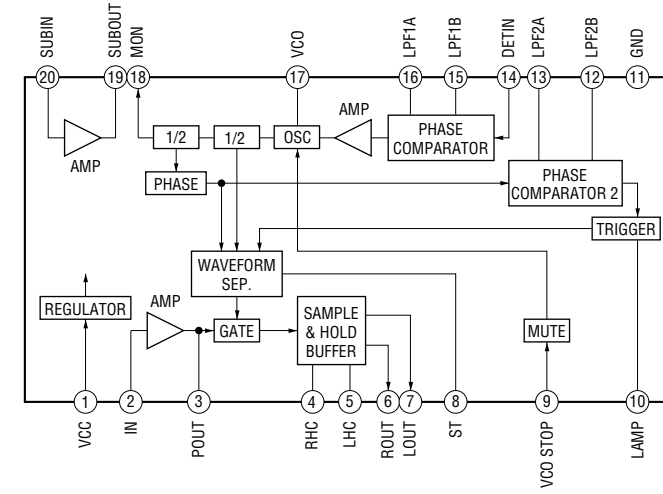 SUBIN
SUBOUT
MON
VCO
LPF1A
LPF1B
DETIN
LPF2A
LPF2B
GND
20
19
18
17
16
15
14
13
12
11
AMP
1/2
1/2
OSC
AMP
PHASE
COMPARATOR
PHASE
PHASE
COMPARATOR 2
TRIGGER
WAVEFORM
SEP.
REGULATOR
AMP
GATE
SAMPLE
& HOLD
BUFFER
MUTE
1
2
3
4
5
6
7
8
9
10
VCC
IN
POUT
RHC
LHC
ROUT
LOUT
ST
VCO STOP
LAMP